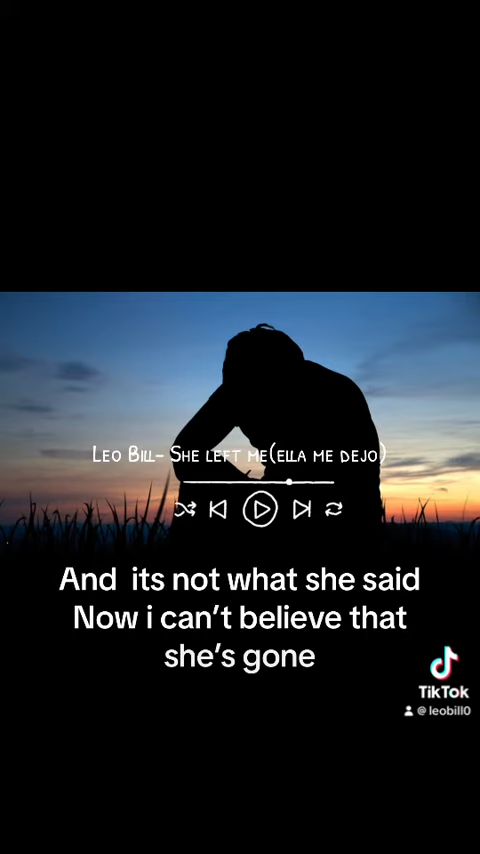 Leo Bill- She left me(ella me dejo)
And  its not what she said
Now i can’t believe that
she’s gone
TikTok
@ leobill0